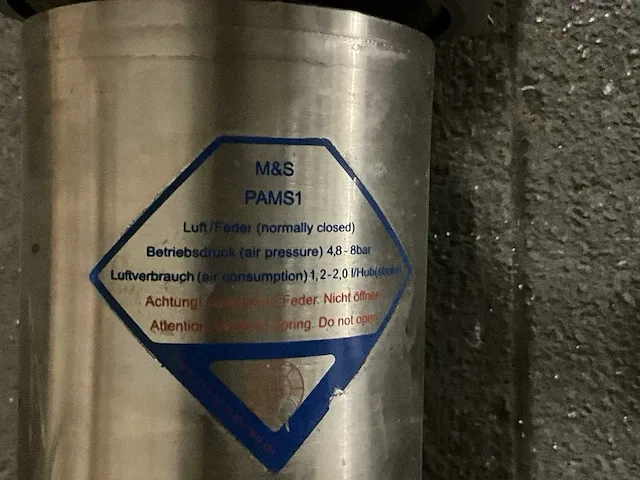 M&S
PAMS1
Luft/Feder (normally closed)
Betriebsdruck (air pressure) 4,8 - 8bar
Luftverbrauch (air consumption) 1,2-2,0 l/Hub(stroke)
Achtung! Feder. Nicht öffnen
Attention spring. Do not open